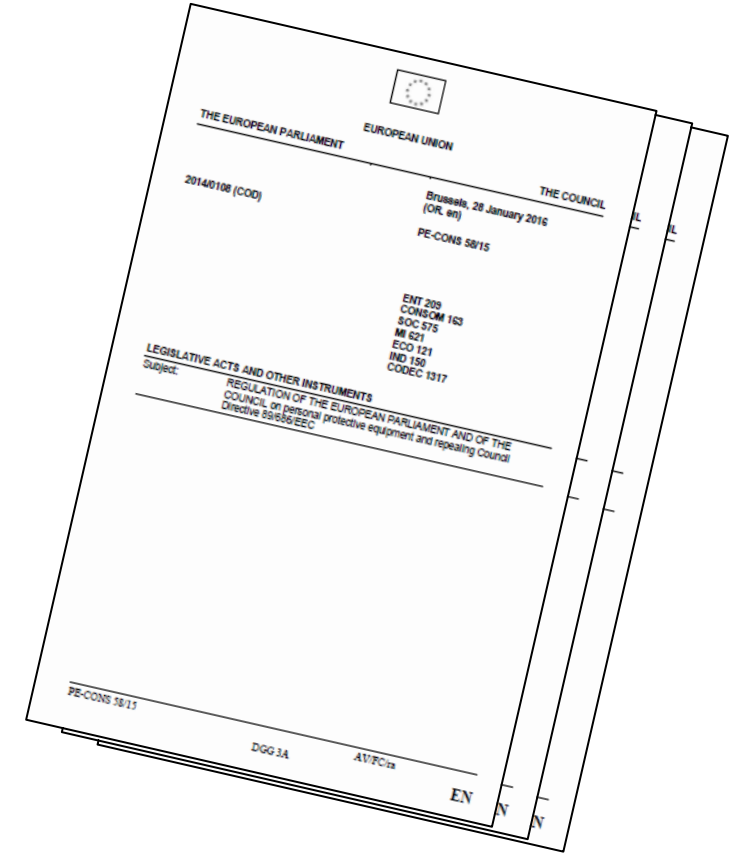 EUROPEAN UNION
THE EUROPEAN PARLIAMENT
THE COUNCIL
2014/0108 (COD)
Brussels, 28 January 2016
(OR. en)
PE-CONS 58/15
ENT 209
CONSOM 163
SOC 575
MI 621
ECO 121
IND 150
CODEC 1317
LEGISLATIVE ACTS AND OTHER INSTRUMENTS
Subject:
REGULATION OF THE EUROPEAN PARLIAMENT AND OF THE
COUNCIL on personal protective equipment and repealing Council
Directive 89/686/EEC
PE-CONS 58/15
DGG 3A
AV/FC/ra
EN
IL
IL
N
N